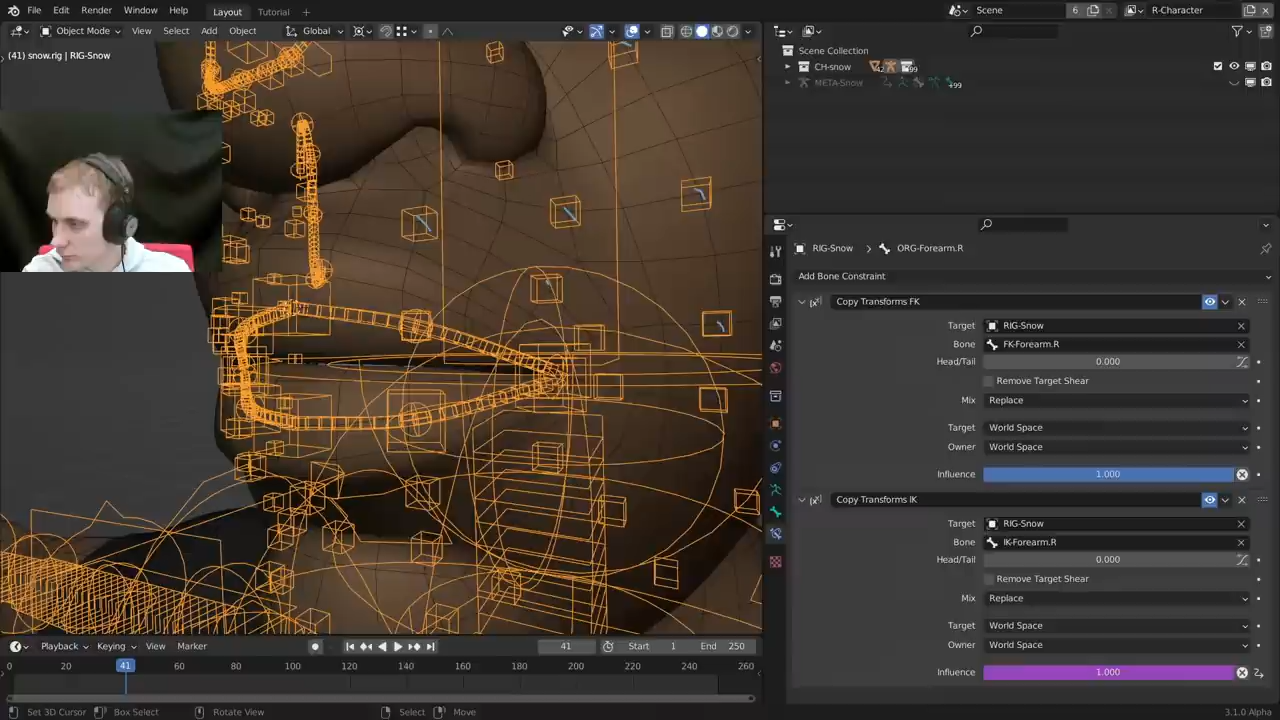 File Edit Render Window Help Layout Tutorial Scene 6 R-Character
Object Mode View Select Add Object Global
(41) snow.rig | RIG-Snow
Scene Collection
CH-snow 42 99
META-Snow +99
RIG-Snow > ORG-Forearm.R
Add Bone Constraint
Copy Transforms FK
Target RIG-Snow
Bone FK-Forearm.R
Head/Tail 0.000
Remove Target Shear
Mix Replace
Target World Space
Owner World Space
Influence 1.000
Copy Transforms IK
Target RIG-Snow
Bone IK-Forearm.R
Head/Tail 0.000
Remove Target Shear
Mix Replace
Target World Space
Owner World Space
Influence 1.000
Playback Keying View Marker 41 Start 1 End 250
0 20 41 60 80 100 120 140 160 180 200 220 240 260
Set 3D Cursor Box Select Rotate View Select Move 3.1.0 Alpha